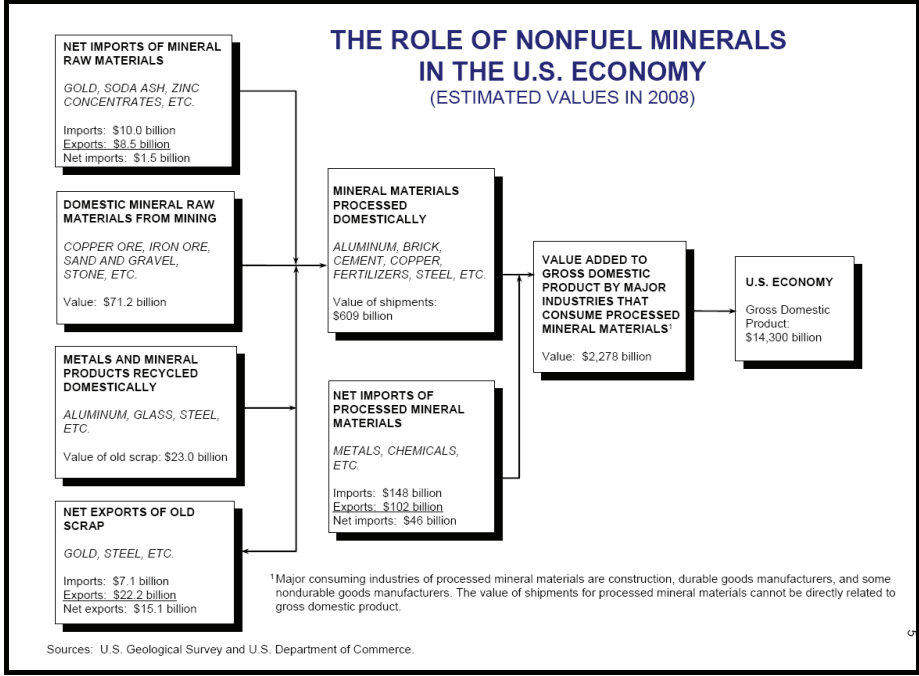 THE ROLE OF NONFUEL MINERALS
IN THE U.S. ECONOMY
(ESTIMATED VALUES IN 2008)
NET IMPORTS OF MINERAL
RAW MATERIALS
GOLD, SODA ASH, ZINC
CONCENTRATES, ETC.
Imports: $10.0 billion
Exports: $8.5 billion
Net imports: $1.5 billion
DOMESTIC MINERAL RAW
MATERIALS FROM MINING
COPPER ORE, IRON ORE,
SAND AND GRAVEL,
STONE, ETC.
Value: $71.2 billion
METALS AND MINERAL
PRODUCTS RECYCLED
DOMESTICALLY
ALUMINUM, GLASS, STEEL,
ETC.
Value of old scrap: $23.0 billion
NET EXPORTS OF OLD
SCRAP
GOLD, STEEL, ETC.
Imports: $7.1 billion
Exports: $22.2 billion
Net exports: $15.1 billion
MINERAL MATERIALS
PROCESSED
DOMESTICALLY
ALUMINUM, BRICK,
CEMENT, COPPER,
FERTILIZERS, STEEL, ETC.
Value of shipments:
$609 billion
NET IMPORTS OF
PROCESSED MINERAL
MATERIALS
METALS, CHEMICALS,
ETC.
Imports: $148 billion
Exports: $102 billion
Net imports: $46 billion
VALUE ADDED TO
GROSS DOMESTIC
PRODUCT BY MAJOR
INDUSTRIES THAT
CONSUME PROCESSED
MINERAL MATERIALS¹
Value: $2,278 billion
U.S. ECONOMY
Gross Domestic
Product:
$14,300 billion
¹Major consuming industries of processed mineral materials are construction, durable goods manufacturers, and some
nondurable goods manufacturers. The value of shipments for processed mineral materials cannot be directly related to
gross domestic product.
5
Sources: U.S. Geological Survey and U.S. Department of Commerce.